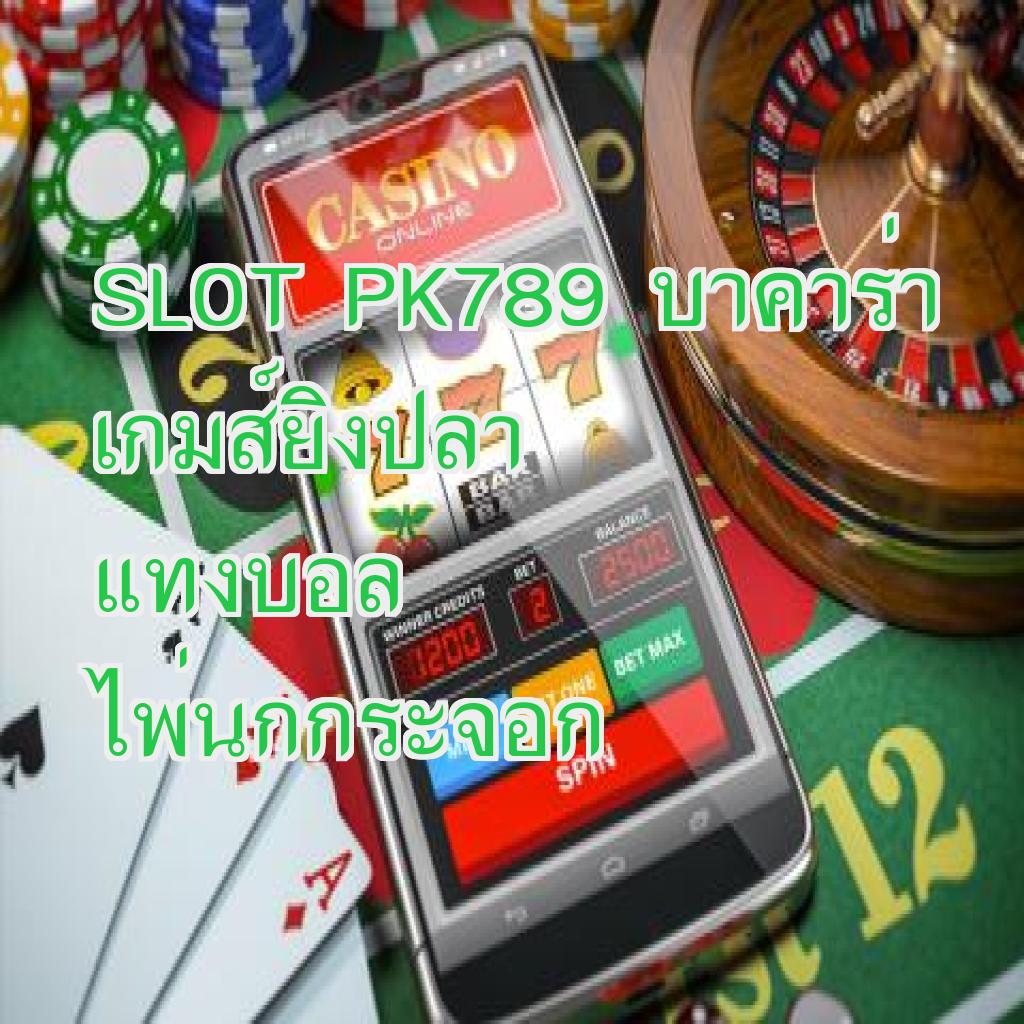 CASINO
ONLINE
SLOT PK789 บาคาร่า
เกมส์ยิงปลา
แทงบอล
ไพ่นกกระจอก
BAR
BAR
WINNER CREDITS
1200
BET
2
BALANCE
2500
BET MAX
SPIN
A
12